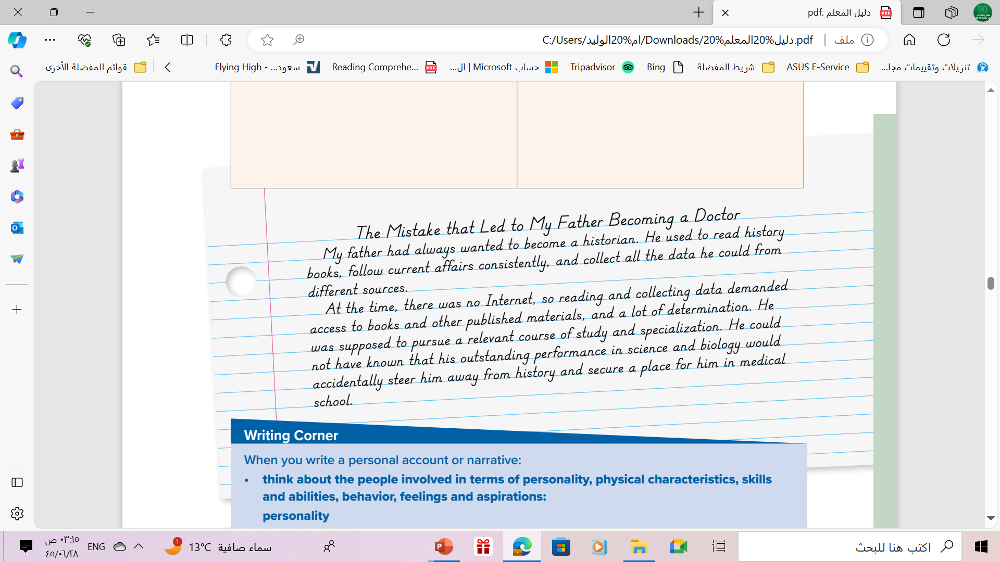 دليل المعلم .pdf
C:/Users/ام%20الوليد/Downloads/دليل%20المعلم%20.pdf
ملف
قوائم المفضلة الأخرى
Flying High - سعود...
Reading Comprehe...
حساب Microsoft | ال...
Tripadvisor
Bing
شريط المفضلة
ASUS E-Service
تنزيلات وتقييمات مجا...
The Mistake that Led to My Father Becoming a Doctor
My father had always wanted to become a historian. He used to read history
books, follow current affairs consistently, and collect all the data he could from
different sources.
At the time, there was no Internet, so reading and collecting data demanded
access to books and other published materials, and a lot of determination. He
was supposed to pursue a relevant course of study and specialization. He could
not have known that his outstanding performance in science and biology would
accidentally steer him away from history and secure a place for him in medical
school.
Writing Corner
When you write a personal account or narrative:
• think about the people involved in terms of personality, physical characteristics, skills
and abilities, behavior, feelings and aspirations:
personality
٠٣:١٥ ص
٤٥/٠٦/٢٨
ENG
1
13°C سماء صافية
اكتب هنا للبحث